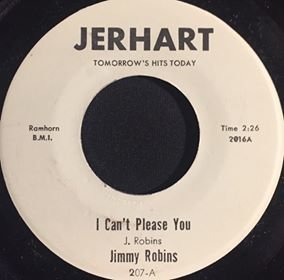 JERHART
TOMORROW'S HITS TODAY
Ramhorn
B.M.I.
Time 2:26
2016A
I Can't Please You
J. Robins
Jimmy Robins
207-A